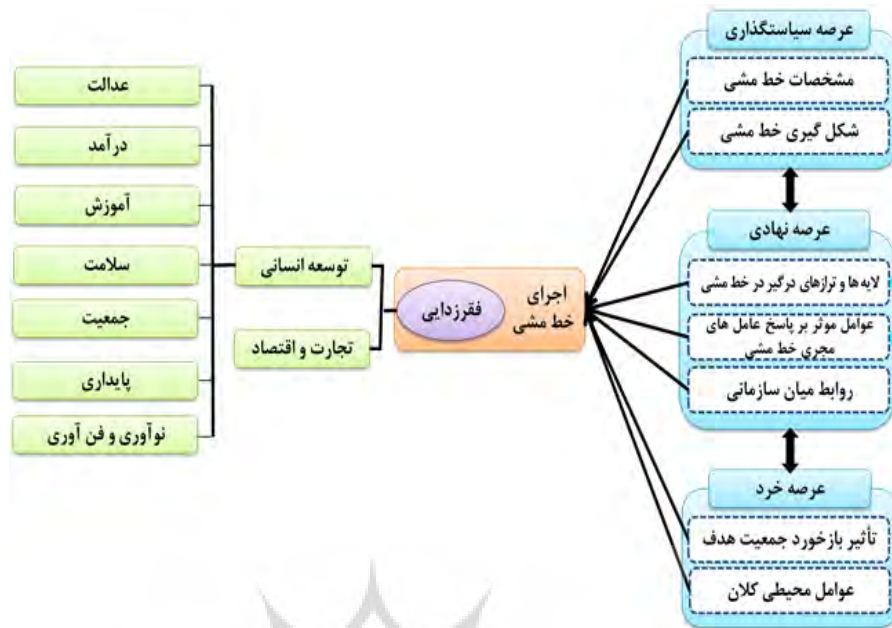 عرصه سیاستگذاری
مشخصات خط مشی
شکل گیری خط مشی
عرصه نهادی
لایه ها و ترازهای درگیر در خط مشی
عوامل موثر بر پاسخ عامل های
مجری خط مشی
روابط میان سازمانی
عرصه خرد
تأثیر بازخورد جمعیت هدف
عوامل محیطی کلان
اجرای
خط مشی
فقرزدایی
توسعه انسانی
تجارت و اقتصاد
عدالت
درآمد
آموزش
سلامت
جمعیت
پایداری
نوآوری و فن آوری